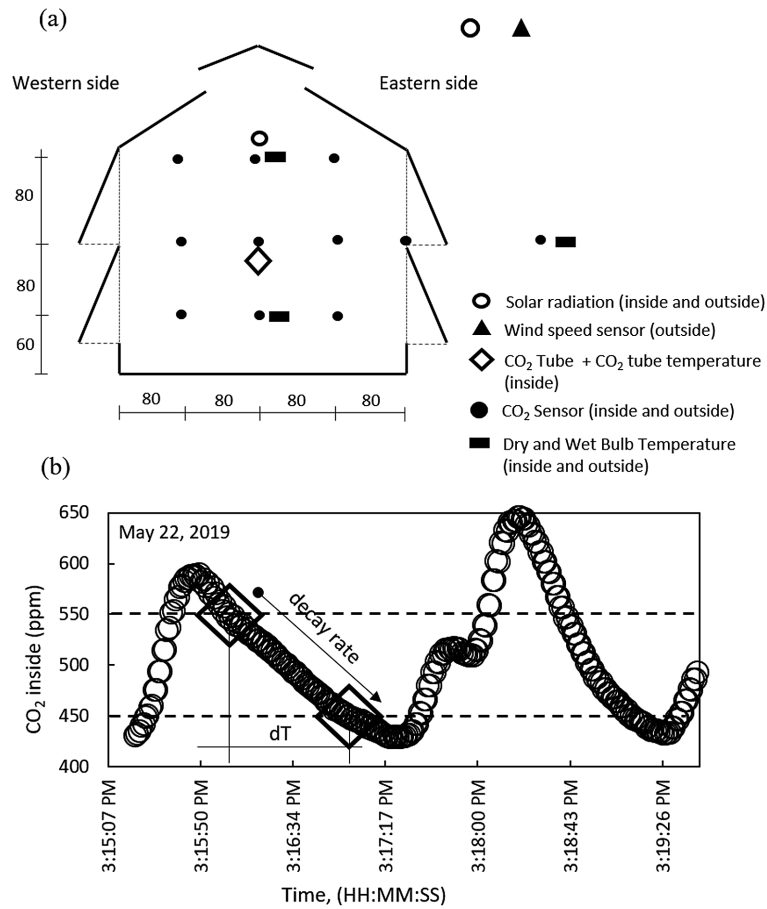 (a)
Western side
Eastern side
80
80
60
80
80
80
80
Solar radiation (inside and outside)
Wind speed sensor (outside)
CO₂ Tube + CO₂ tube temperature
(inside)
CO₂ Sensor (inside and outside)
Dry and Wet Bulb Temperature
(inside and outside)
(b)
May 22, 2019
650
600
550
500
450
400
CO₂ inside (ppm)
decay rate
dT
3:15:07 PM
3:15:50 PM
3:16:34 PM
3:17:17 PM
3:18:00 PM
3:18:43 PM
3:19:26 PM
Time, (HH:MM:SS)